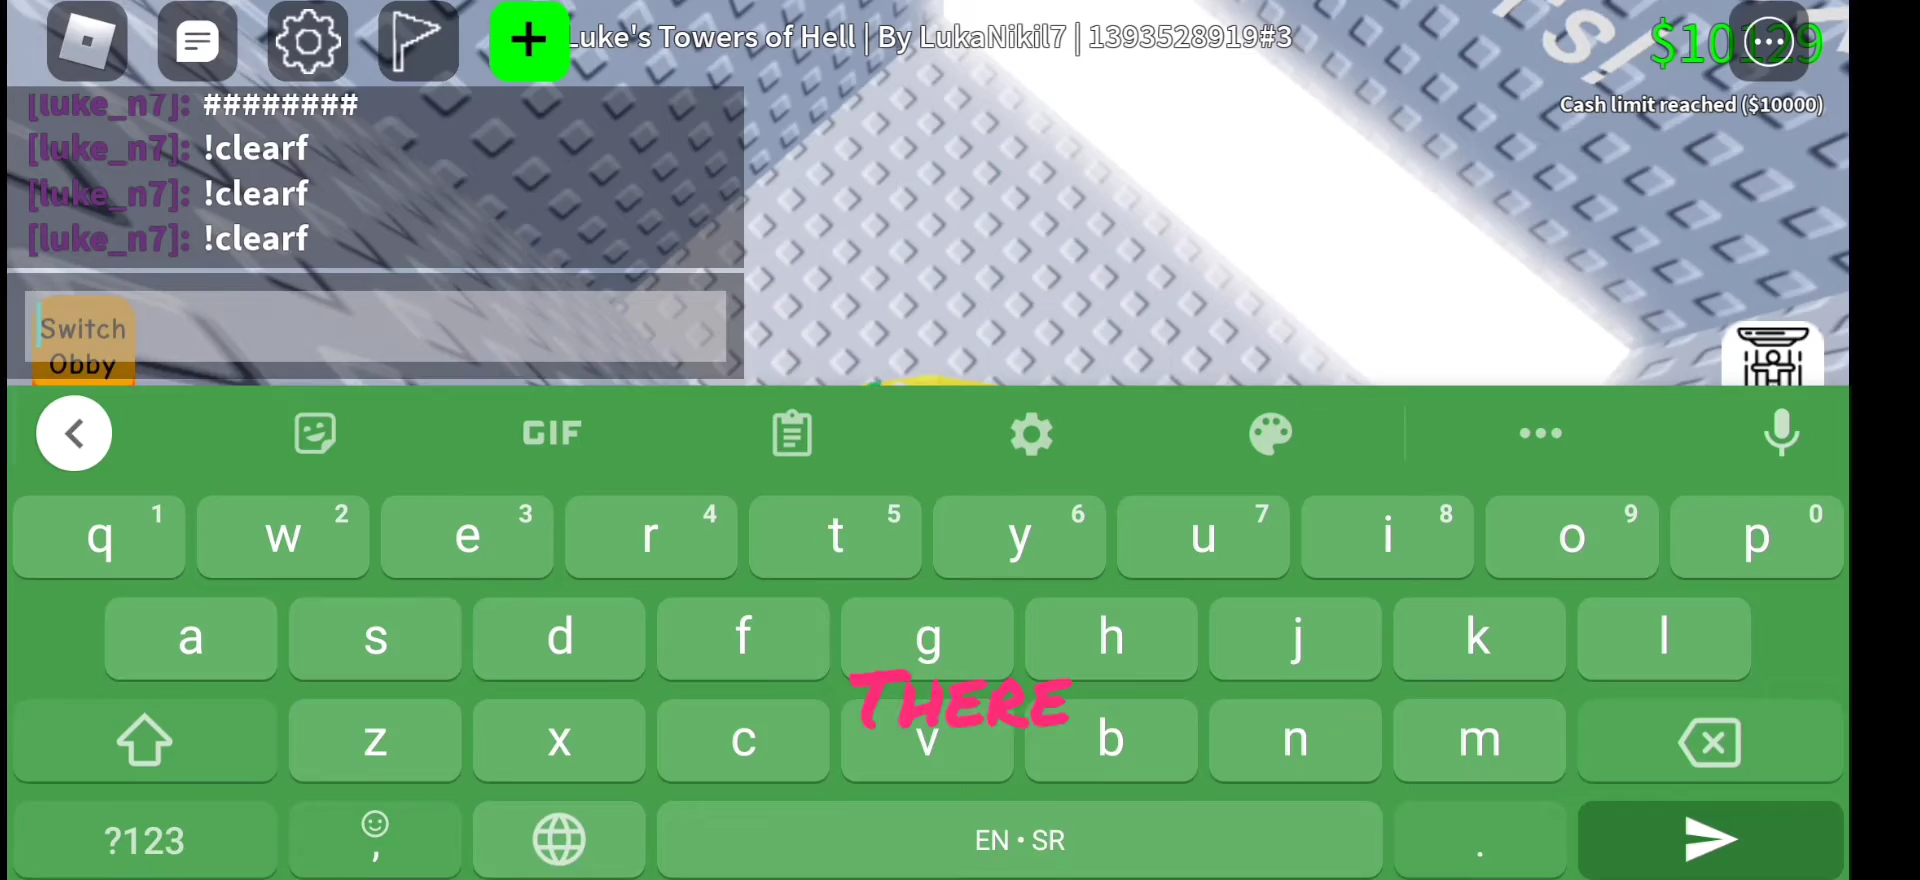 Luke's Towers of Hell | By LukaNikil7 | 1393528919#3
$10129
Cash limit reached ($10000)
[luke_n7]: ########
[luke_n7]: !clearf
[luke_n7]: !clearf
[luke_n7]: !clearf
Switch
Obby
GIF
q 1 w 2 e 3 r 4 t 5 y 6 u 7 i 8 o 9 p 0
a s d f g h j k l
THERE
z x c v b n m
?123 , EN • SR .